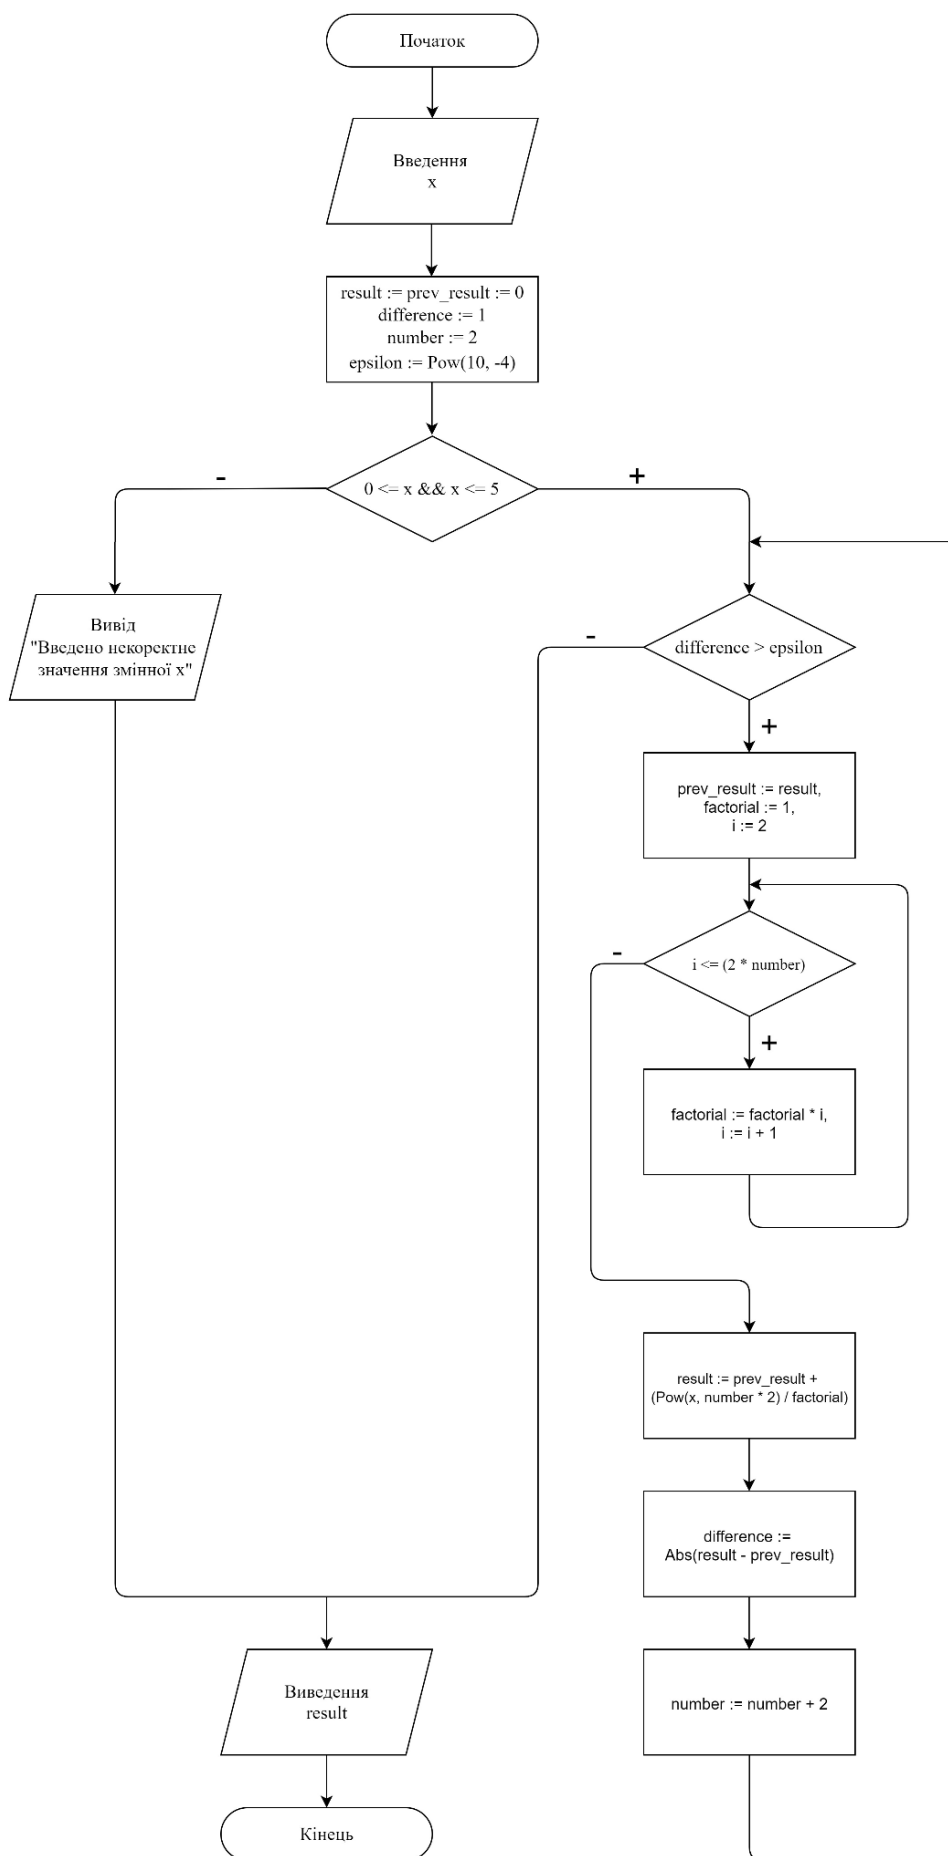 Початок
Введення
x
result := prev_result := 0
difference := 1
number := 2
epsilon := Pow(10, -4)
0 <= x && x <= 5
-
+
Вивід
"Введено некоректне
значення змінної x"
difference > epsilon
-
+
prev_result := result,
factorial := 1,
i := 2
i <= (2 * number)
-
+
factorial := factorial * i,
i := i + 1
result := prev_result +
(Pow(x, number * 2) / factorial)
difference :=
Abs(result - prev_result)
number := number + 2
Виведення
result
Кінець